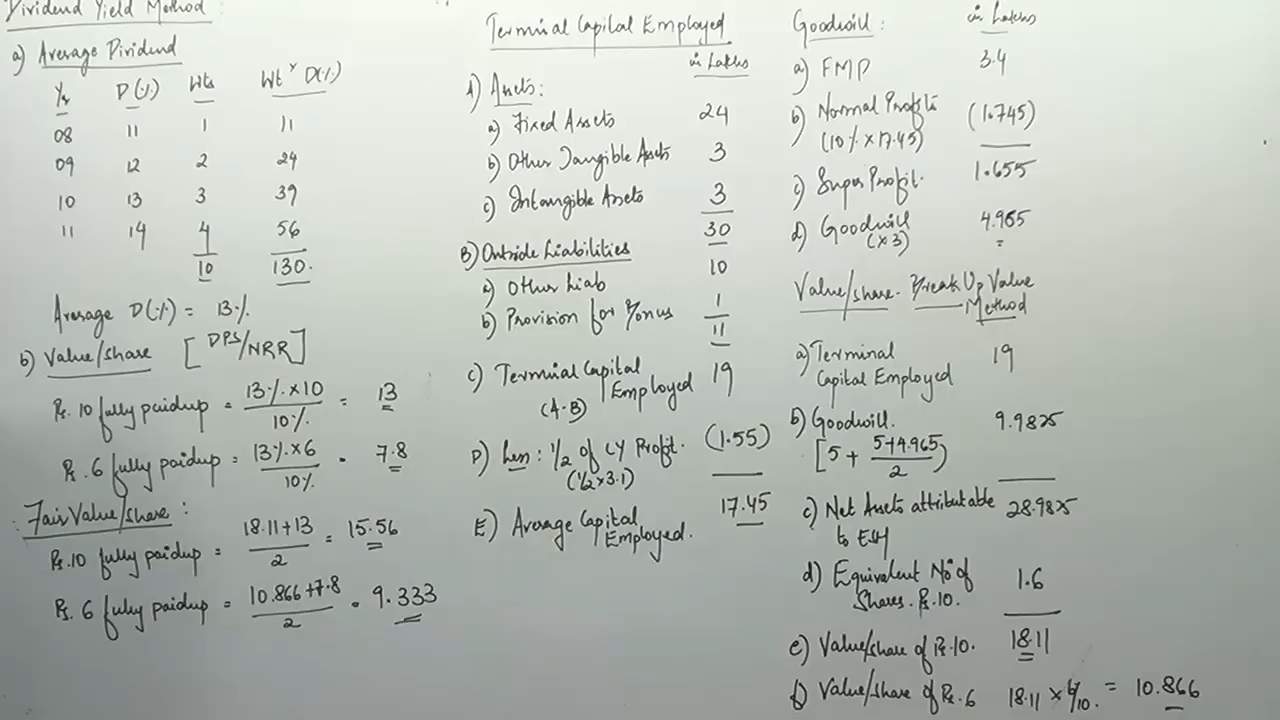 Dividend Yield Method :
a) Average Dividend
Yr D(%) Wts Wt × D(%)
08 11 1 11
09 12 2 24
10 13 3 39
11 14 4 56
10 130.
Average D(%) = 13%
b) Value/share [DPS/NRR]
Rs. 10 fully paidup = 13% × 10 / 10% = 13
Rs. 6 fully paidup = 13% × 6 / 10% = 7.8
Fair Value/share :
Rs. 10 fully paidup = 18.11 + 13 / 2 = 15.56
Rs. 6 fully paidup = 10.866 + 7.8 / 2 = 9.333
Terminal Capital Employed
in Lakhs
A) Assets :
a) Fixed Assets 24
b) Other Tangible Assets 3
c) Intangible Assets 3
30
B) Outside Liabilities
a) Other Liab 10
b) Provision for Bonus 1
11
C) Terminal Capital
Employed 19
(A-B)
D) Less : 1/2 of CY Profit. (1.55)
(1/2 × 3.1)
E) Average Capital 17.45
Employed.
Goodwill : in Lakhs
a) FMP 3.4
b) Normal Profits (1.745)
(10% × 17.45)
c) Super Profit. 1.655
d) Goodwill 4.965
(× 3)
Value/share - Break Up Value
Method
a) Terminal 19
Capital Employed
b) Goodwill. 9.9825
[5 + 5+4.965 / 2]
c) Net Assets attributable 28.9825
to ESH
d) Equivalent No of 1.6
Shares. Rs. 10.
e) Value/share of Rs. 10. 18.11
f) Value/share of Rs. 6 18.11 × 6/10. = 10.866